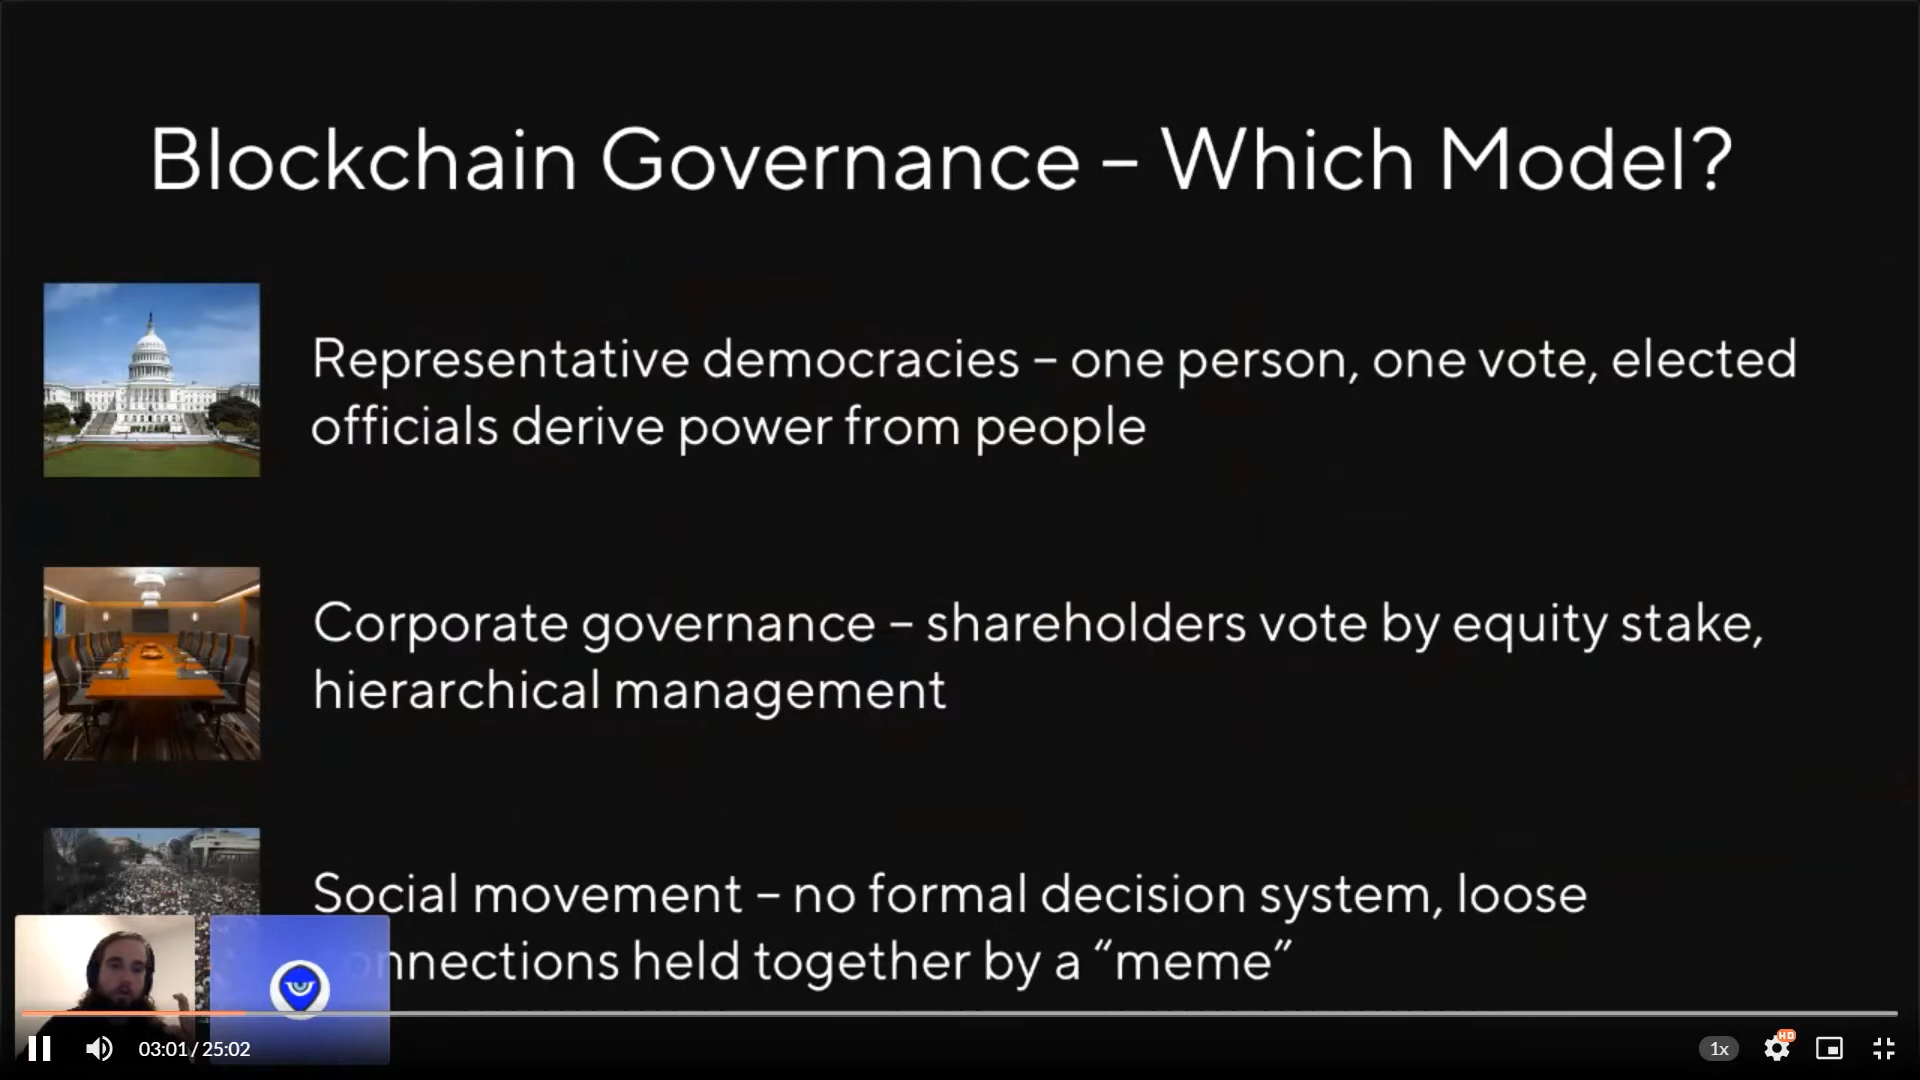 Blockchain Governance – Which Model?
Representative democracies – one person, one vote, elected
officials derive power from people
Corporate governance – shareholders vote by equity stake,
hierarchical management
Social movement – no formal decision system, loose
onnections held together by a “meme”
03:01 / 25:02
1x
HD